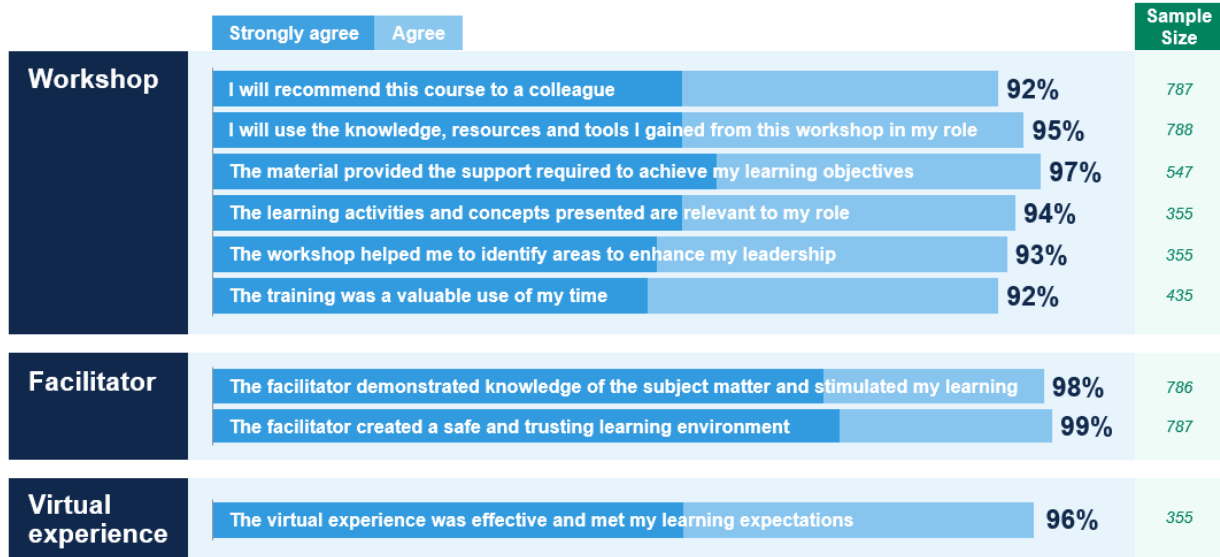 Strongly agree Agree Sample Size
Workshop
I will recommend this course to a colleague 92% 787
I will use the knowledge, resources and tools I gained from this workshop in my role 95% 788
The material provided the support required to achieve my learning objectives 97% 547
The learning activities and concepts presented are relevant to my role 94% 355
The workshop helped me to identify areas to enhance my leadership 93% 355
The training was a valuable use of my time 92% 435
Facilitator
The facilitator demonstrated knowledge of the subject matter and stimulated my learning 98% 786
The facilitator created a safe and trusting learning environment 99% 787
Virtual
experience
The virtual experience was effective and met my learning expectations 96% 355